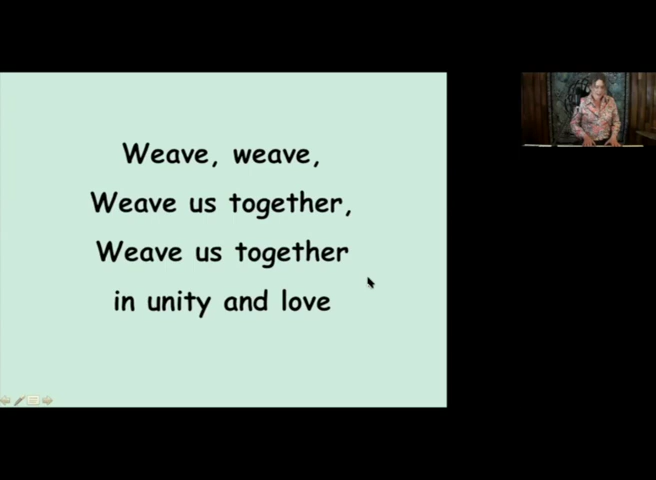 Weave, weave,
Weave us together,
Weave us together
in unity and love